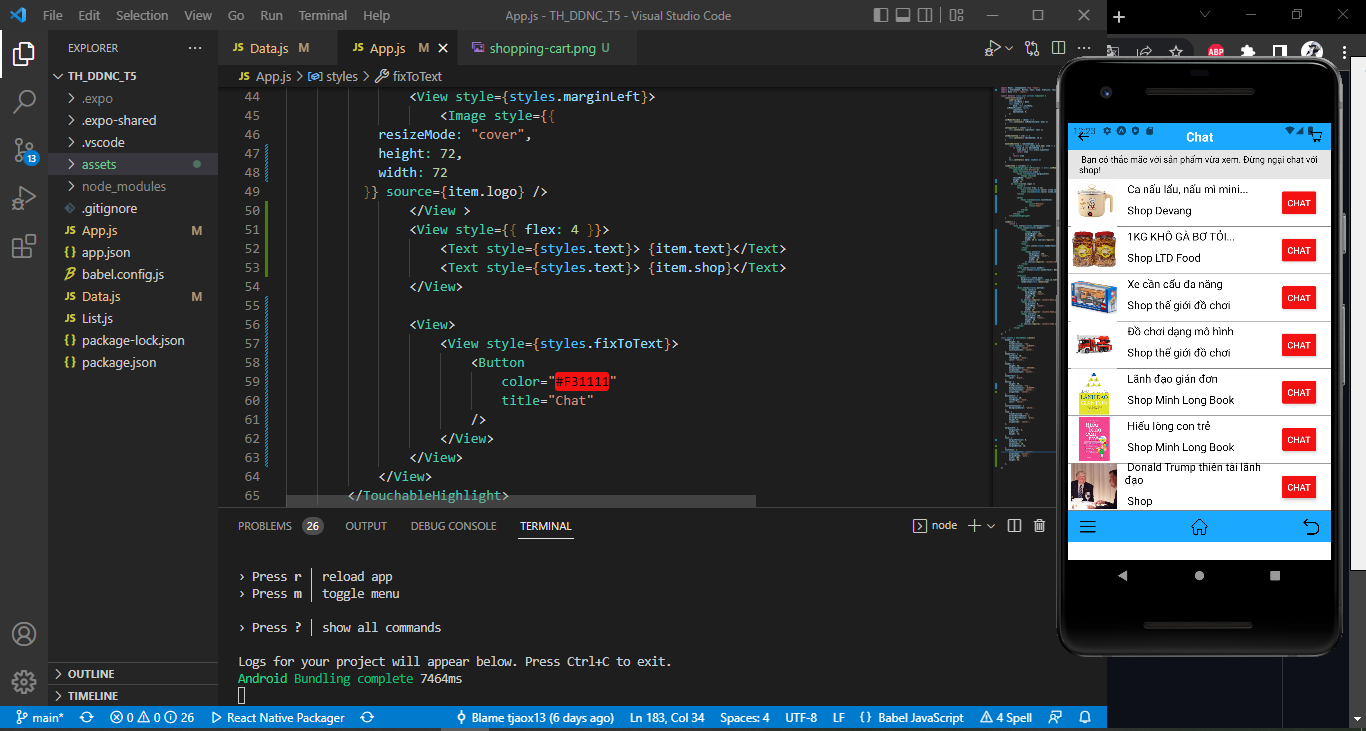 File Edit Selection View Go Run Terminal Help
App.js - TH_DDNC_T5 - Visual Studio Code
EXPLORER
TH_DDNC_T5
.expo
.expo-shared
.vscode
assets
node_modules
.gitignore
JS App.js M
{} app.json
babel.config.js
JS Data.js M
JS List.js
{} package-lock.json
{} package.json
OUTLINE
TIMELINE
13
JS Data.js M
JS App.js M
shopping-cart.png U
JS App.js > styles > fixToText
44 <View style={styles.marginLeft}>
45 <Image style={{
46 resizeMode: "cover",
47 height: 72,
48 width: 72
49 }} source={item.logo} />
50 </View >
51 <View style={{ flex: 4 }}>
52 <Text style={styles.text}> {item.text}</Text>
53 <Text style={styles.text}> {item.shop}</Text>
54 </View>
55
56 <View>
57 <View style={styles.fixToText}>
58 <Button
59 color="#F31111"
60 title="Chat"
61 />
62 </View>
63 </View>
64 </View>
65 </TouchableHighlight>
PROBLEMS 26 OUTPUT DEBUG CONSOLE TERMINAL
node
› Press r │ reload app
› Press m │ toggle menu
› Press ? │ show all commands
Logs for your project will appear below. Press Ctrl+C to exit.
Android Bundling complete 7464ms
main* 0 0 26 React Native Packager Blame tjaox13 (6 days ago) Ln 183, Col 34 Spaces: 4 UTF-8 LF {} Babel JavaScript 4 Spell
ABP
12:23
Chat
Bạn có thắc mắc với sản phẩm vừa xem. Đừng ngại chat với
shop!
Ca nấu lẩu, nấu mì mini...
Shop Devang
CHAT
1KG KHÔ GÀ BƠ TỎI...
Shop LTD Food
CHAT
Xe cần cẩu đa năng
Shop thế giới đồ chơi
CHAT
Đồ chơi dạng mô hình
Shop thế giới đồ chơi
CHAT
Lãnh đạo giản đơn
Shop Minh Long Book
CHAT
Hiểu lòng con trẻ
Shop Minh Long Book
CHAT
Donald Trump thiên tài lãnh
đạo
Shop
CHAT